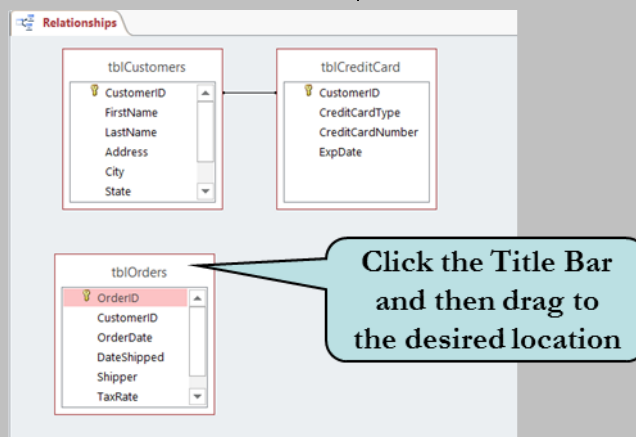 Relationships
tblCustomers
CustomerID
FirstName
LastName
Address
City
State
tblCreditCard
CustomerID
CreditCardType
CreditCardNumber
ExpDate
tblOrders
OrderID
CustomerID
OrderDate
DateShipped
Shipper
TaxRate
Click the Title Bar
and then drag to
the desired location